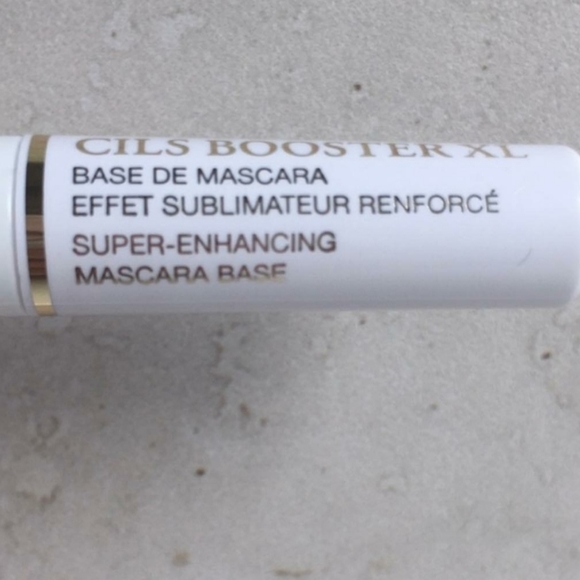 CILS BOOSTER XL
BASE DE MASCARA
EFFET SUBLIMATEUR RENFORCÉ
SUPER-ENHANCING
MASCARA BASE